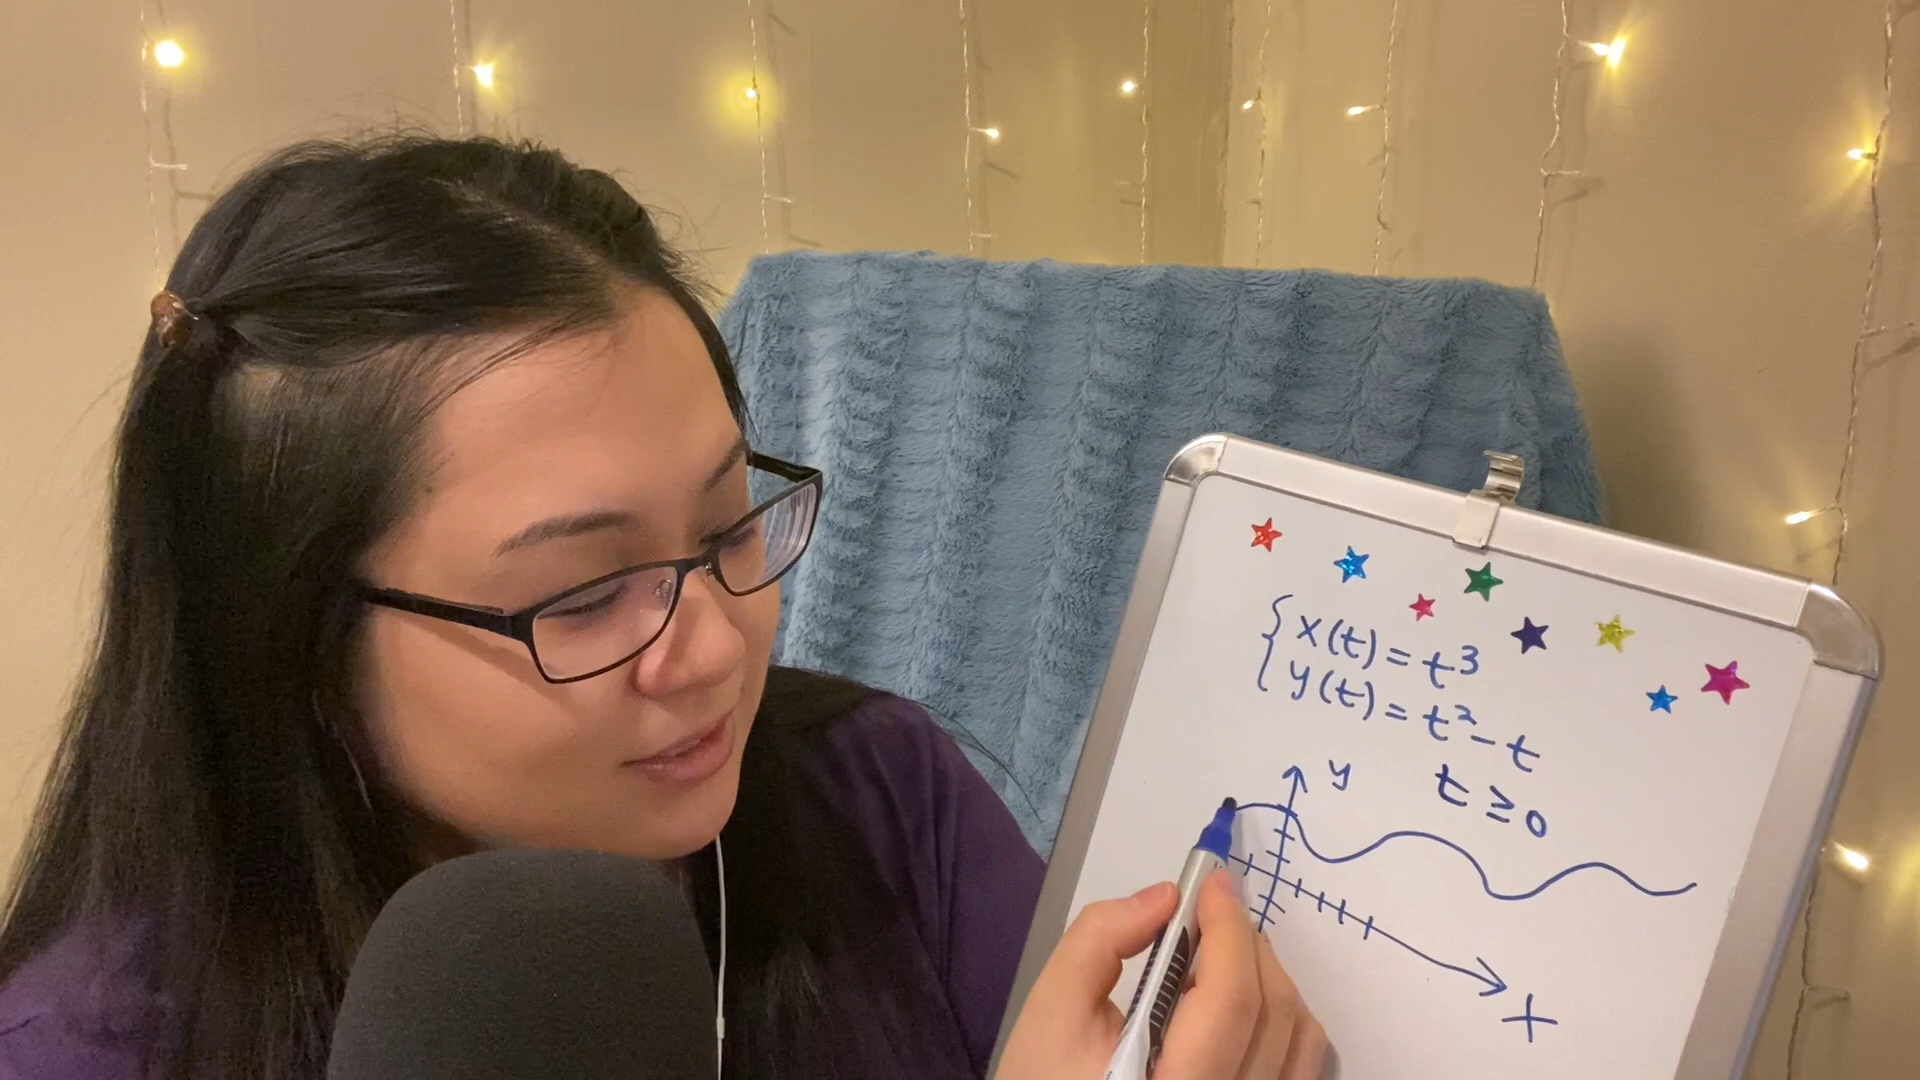 x(t) = t³
y(t) = t² - t
t ≥ 0
y
x